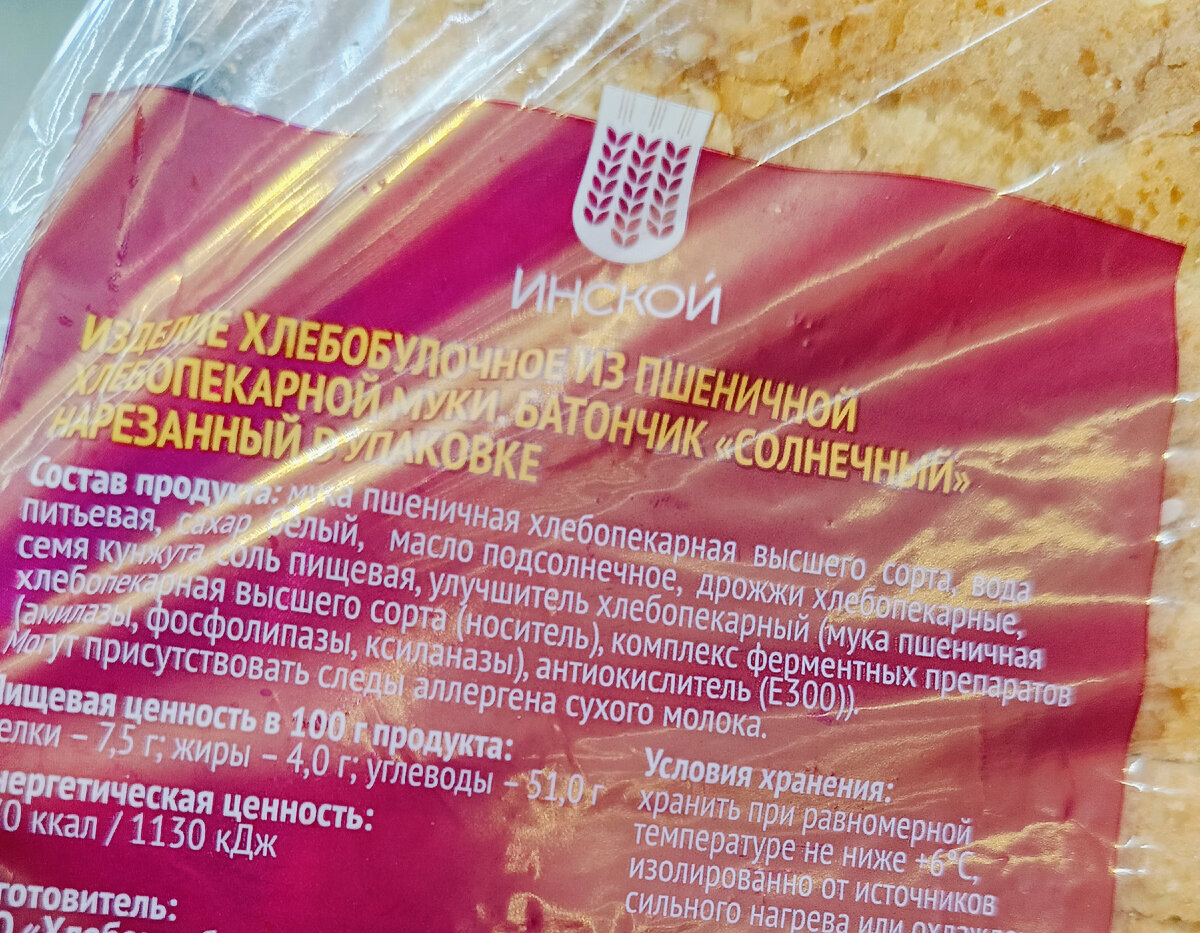 ИНСКОЙ
ИЗДЕЛИЕ ХЛЕБОБУЛОЧНОЕ ИЗ ПШЕНИЧНОЙ
ХЛЕБОПЕКАРНОЙ МУКИ. БАТОНЧИК «СОЛНЕЧНЫЙ»
НАРЕЗАННЫЙ В УПАКОВКЕ
Состав продукта: мука пшеничная хлебопекарная высшего сорта, вода
питьевая, сахар белый, масло подсолнечное, дрожжи хлебопекарные,
семя кунжута, соль пищевая, улучшитель хлебопекарный (мука пшеничная
хлебопекарная высшего сорта (носитель), комплекс ферментных препаратов
(амилазы, фосфолипазы, ксиланазы), антиокислитель (Е300)).
Могут присутствовать следы аллергена сухого молока.
Пищевая ценность в 100 г продукта:
елки – 7,5 г; жиры – 4,0 г; углеводы – 51,0 г
нергетическая ценность:
0 ккал / 1130 кДж
готовитель:
Условия хранения:
хранить при равномерной
температуре не ниже +6°С,
изолированно от источников
сильного нагрева или